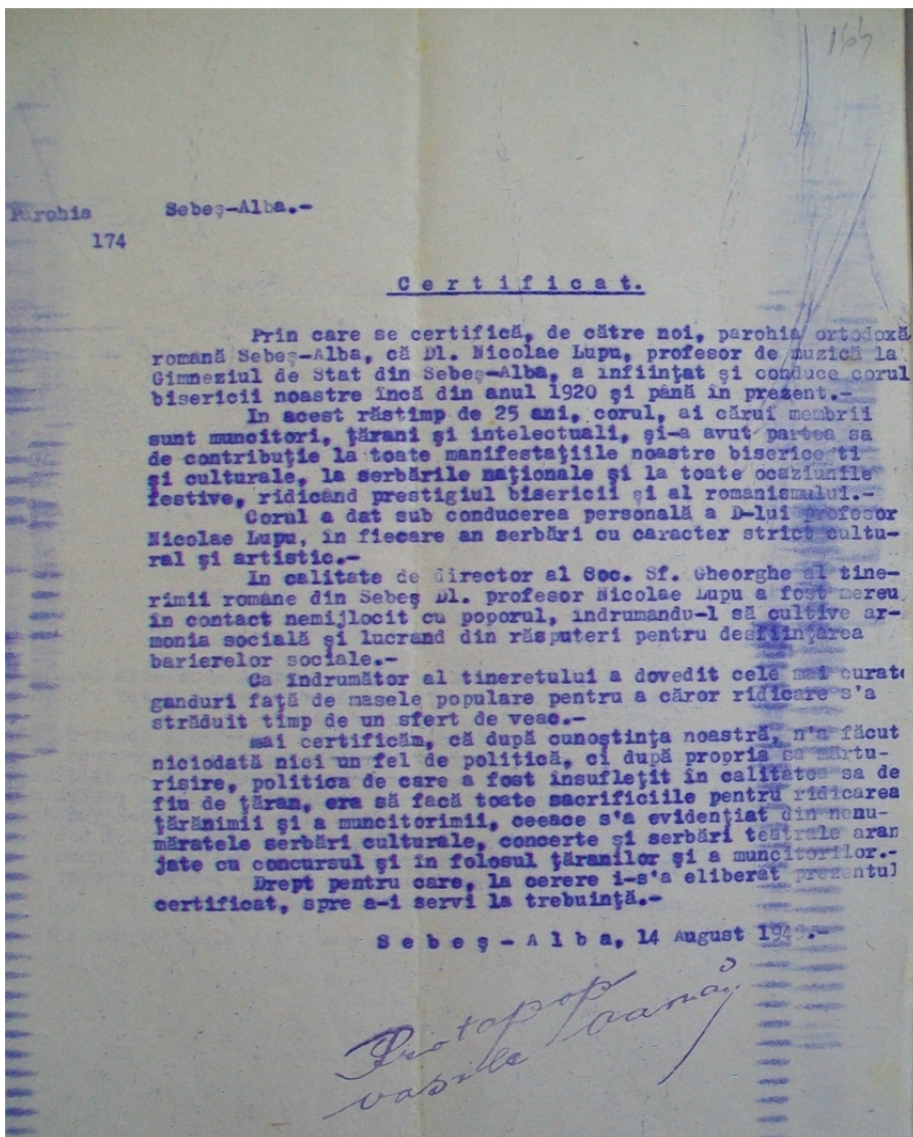 164
Parohia Sebeş-Alba.-
174
Certificat.
Prin care se certifică, de către noi, parohia ortodoxă
română Sebeş-Alba, că Dl. Nicolae Lupu, profesor de muzică la
Gimneziul de Stat din Sebeş-Alba, a înfiinţat şi conduce corul
bisericii noastre încă din anul 1920 şi până în prezent.-
In acest răstimp de 25 ani, corul, ai cărui membrii
sunt muncitori, ţărani şi intelectuali, şi-a avut partea sa
de contribuţie la toate manifestaţiile noastre biserice ti
şi culturale, la serbările naţionale şi la toate ocaziunile
festive, ridicând prestigiul bisericii şi al romanismului.-
Corul a dat sub conducerea personală a D-lui profesor
Nicolae Lupu, în fiecare an serbări cu caracter strict cultu-
ral şi artistic.-
In calitate de director al Soc. Sf. Gheorghe al tine-
rimii române din Sebeş Dl. profesor Nicolae Lupu a fost mereu
în contact nemijlocit cu poporul, îndrumandu-l să cultive ar-
monia socială şi lucrand din răsputeri pentru desfiinţarea
barierelor sociale.-
Ca îndrumător al tineretului a dovedit cele mai curate
ganduri faţă de masele populare pentru a căror ridicare s'a
străduit timp de un sfert de veac.-
mai certificăm, că după cunostinţa noastră, n'a făcut
niciodată nici un fel de politică, ci după propria sa mărtu-
risire, politica de care a fost însufleţit în calitatea sa de
fiu de ţăran, era să facă toate sacrificiile pentru ridicarea
ţărănimii şi a muncitorimii, ceeace s'a evidenţiat din nenu-
măratele serbări culturale, concerte şi serbări teatrale aran
jate cu concursul şi în folosul ţăranilor şi a muncitorilor.-
Drept pentru care, la cerere i-s'a eliberat prezentul
certificat, spre a-i servi la trebuinţă.-
Sebeş-Alba, 14 August
Protopop
vasile Oană